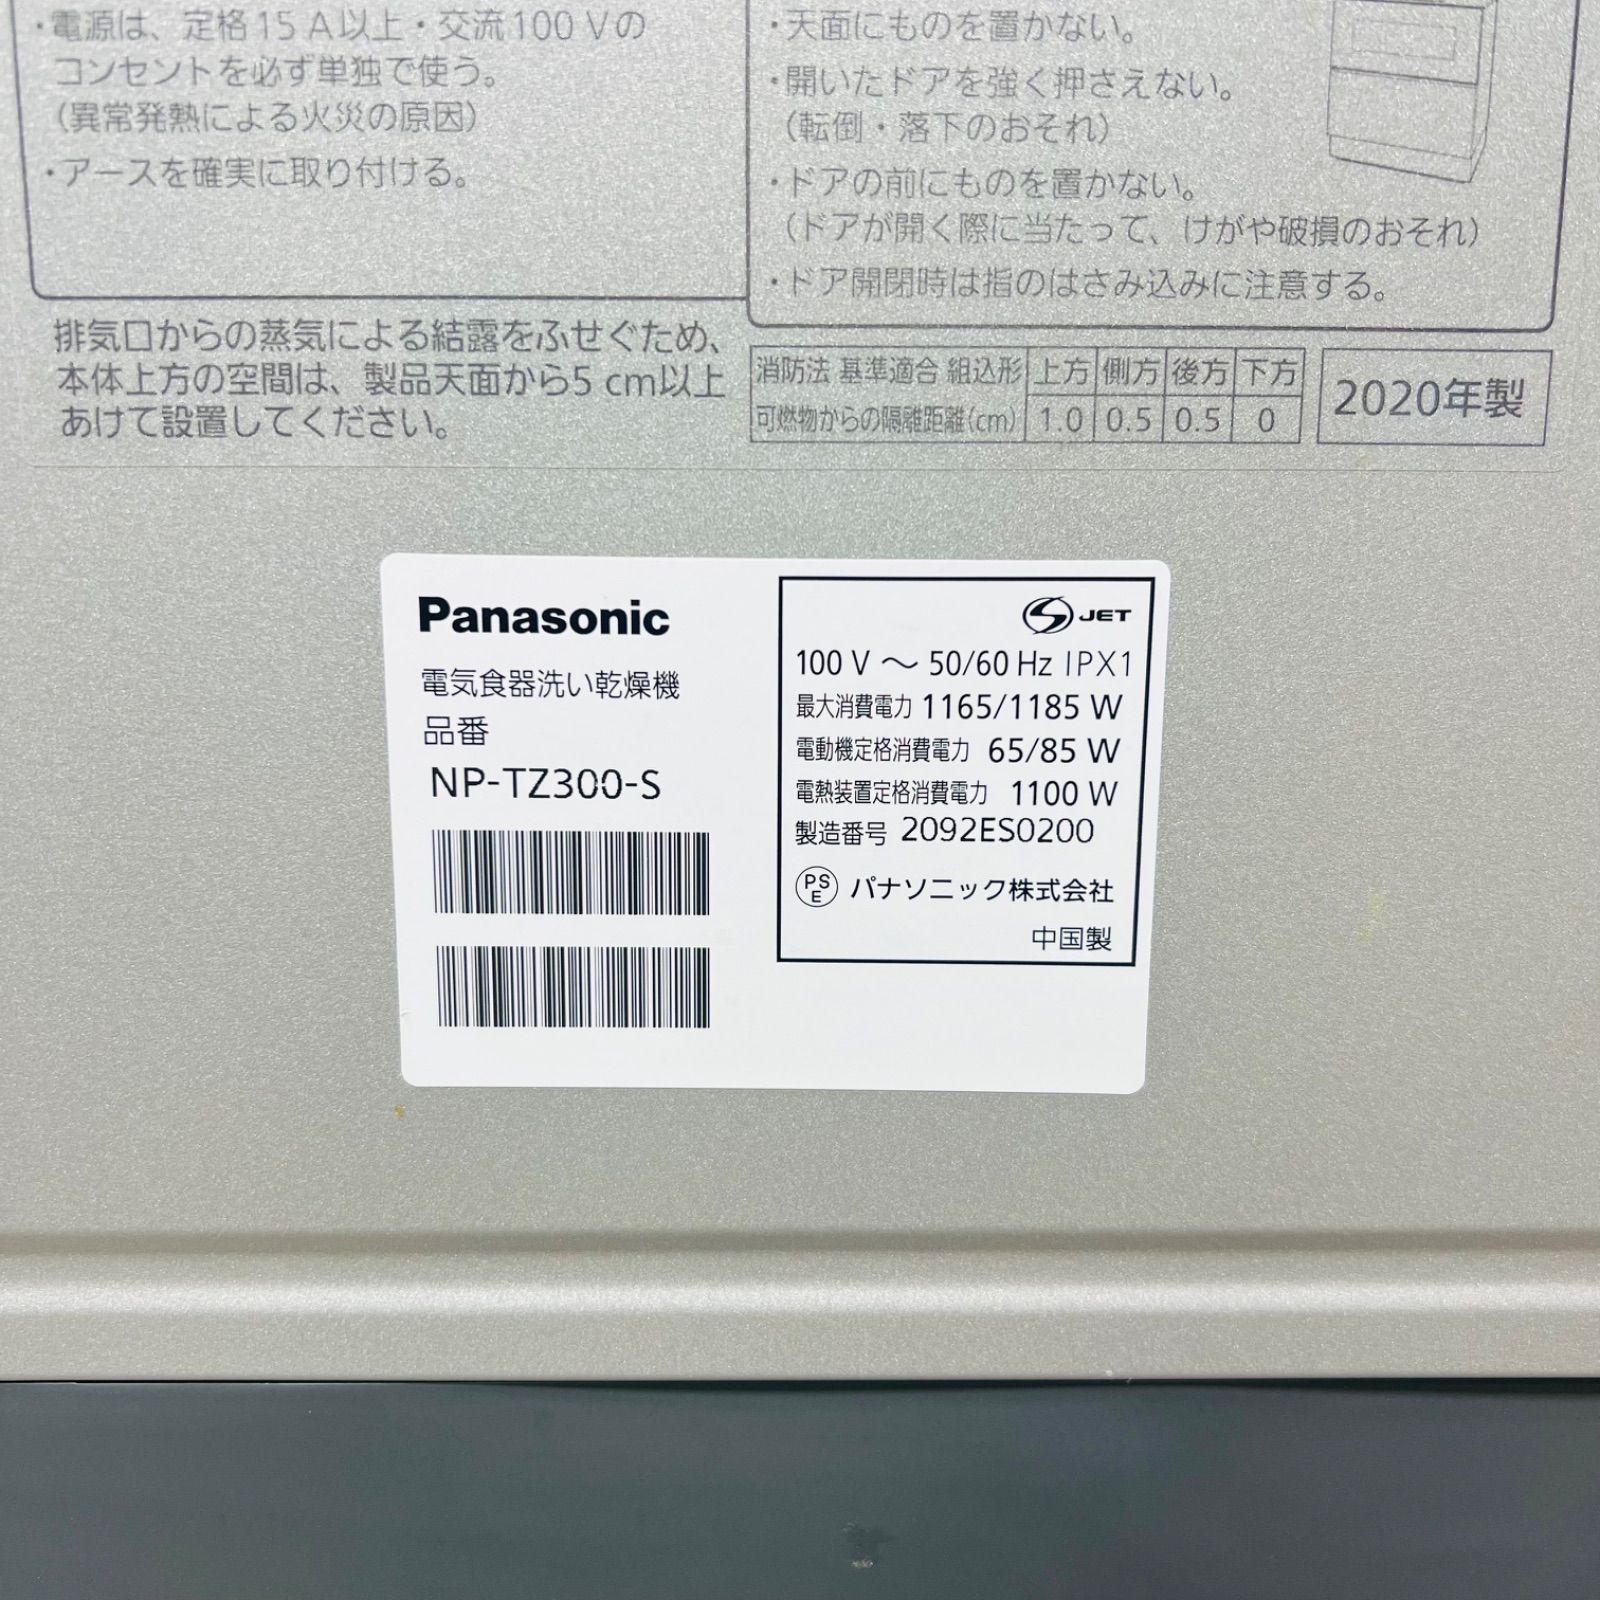 ・電源は、定格15A以上・交流100Vの
コンセントを必ず単独で使う。
(異常発熱による火災の原因)
・アースを確実に取り付ける。
・天面にものを置かない。
・開いたドアを強く押さえない。
(転倒・落下のおそれ)
・ドアの前にものを置かない。
(ドアが開く際に当たって、けがや破損のおそれ)
・ドア開閉時は指のはさみ込みに注意する。
排気口からの蒸気による結露をふせぐため、
本体上方の空間は、製品天面から5cm以上
あけて設置してください。
消防法 基準適合 組込形 上方 側方 後方 下方
可燃物からの隔離距離(cm) 1.0 0.5 0.5 0
2020年製
Panasonic
電気食器洗い乾燥機
品番
NP-TZ300-S
S JET
100 V ～ 50/60 Hz IPX1
最大消費電力 1165/1185 W
電動機定格消費電力 65/85 W
電熱装置定格消費電力 1100 W
製造番号 2092ES0200
PSE パナソニック株式会社
中国製